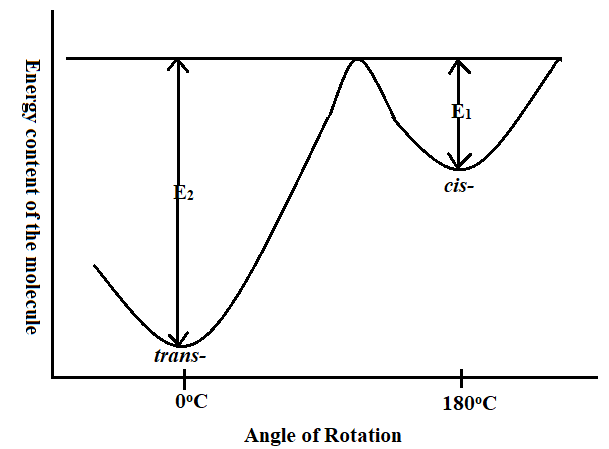 Energy content of the molecule
E₂
E₁
cis-
trans-
0ºC
180ºC
Angle of Rotation